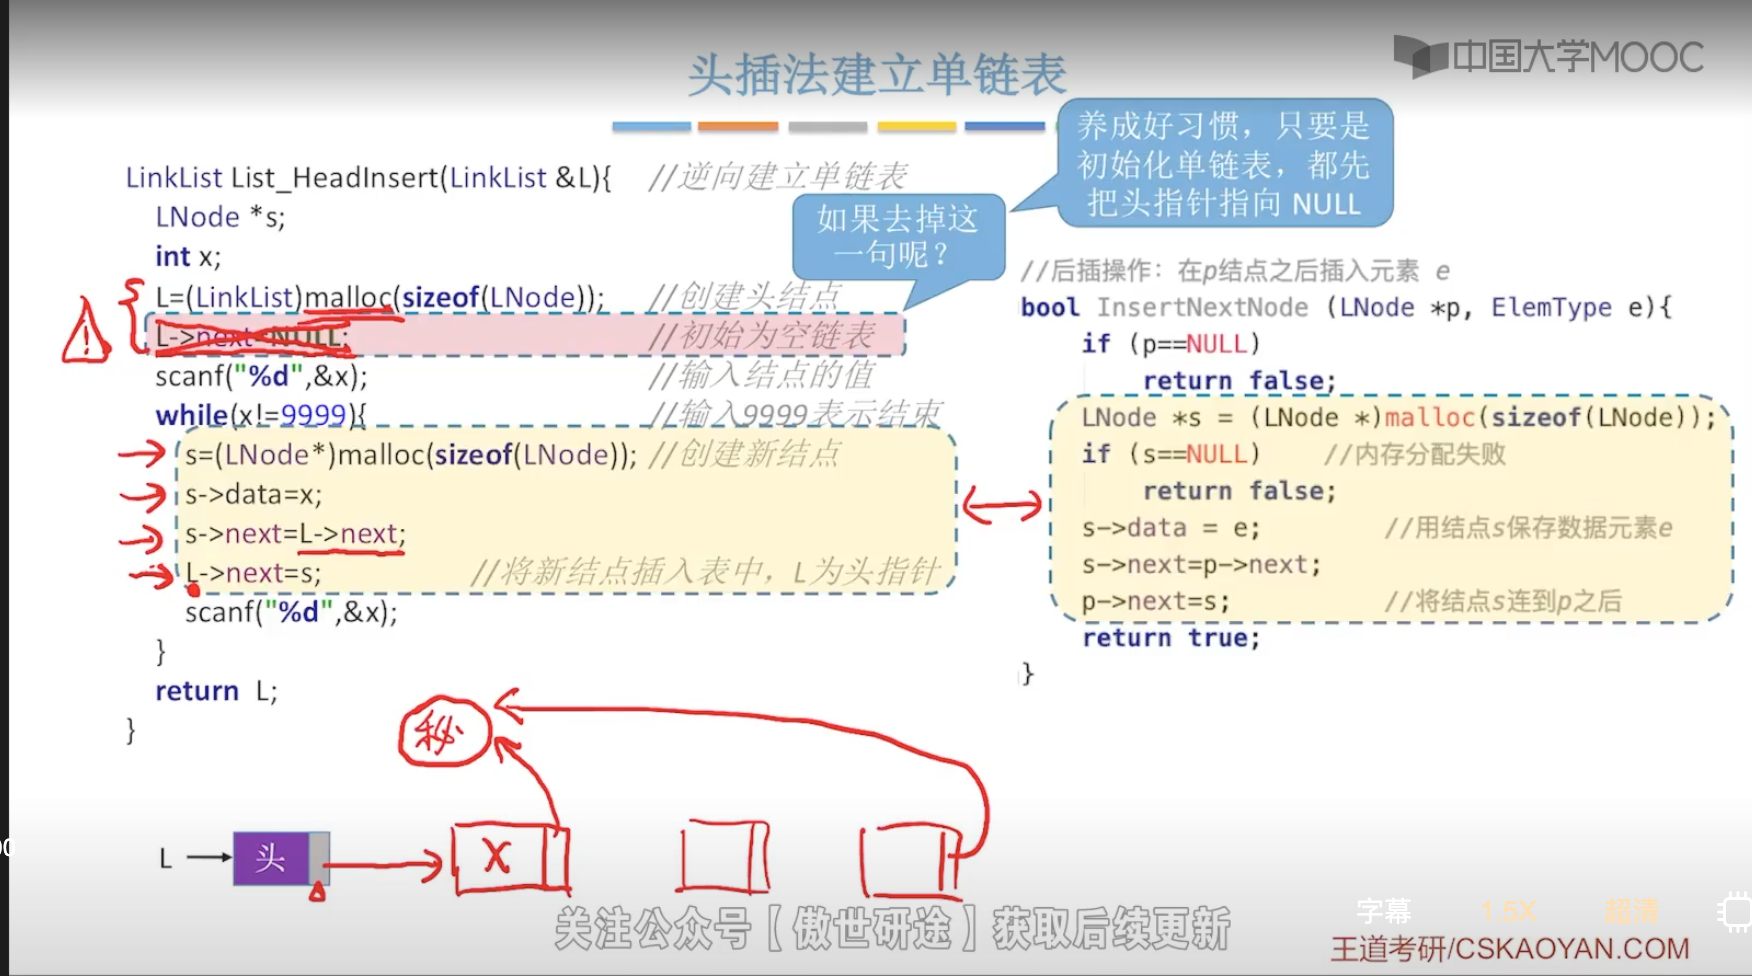 中国大学MOOC
头插法建立单链表
养成好习惯，只要是
初始化单链表，都先
把头指针指向 NULL
如果去掉这
一句呢？
LinkList List_HeadInsert(LinkList &L){ //逆向建立单链表
LNode *s;
int x;
L=(LinkList)malloc(sizeof(LNode)); //创建头结点
L->next=NULL; //初始为空链表
scanf("%d",&x); //输入结点的值
while(x!=9999){ //输入9999表示结束
s=(LNode*)malloc(sizeof(LNode)); //创建新结点
s->data=x;
s->next=L->next;
L->next=s; //将新结点插入表中，L为头指针
scanf("%d",&x);
}
return L;
}
//后插操作：在p结点之后插入元素 e
bool InsertNextNode (LNode *p, ElemType e){
if (p==NULL)
return false;
LNode *s = (LNode *)malloc(sizeof(LNode));
if (s==NULL) //内存分配失败
return false;
s->data = e; //用结点s保存数据元素e
s->next=p->next;
p->next=s; //将结点s连到p之后
return true;
}
秘
L 头 X
关注公众号【傲世研途】获取后续更新
字幕 1.5X 超清
王道考研/CSKAOYAN.COM